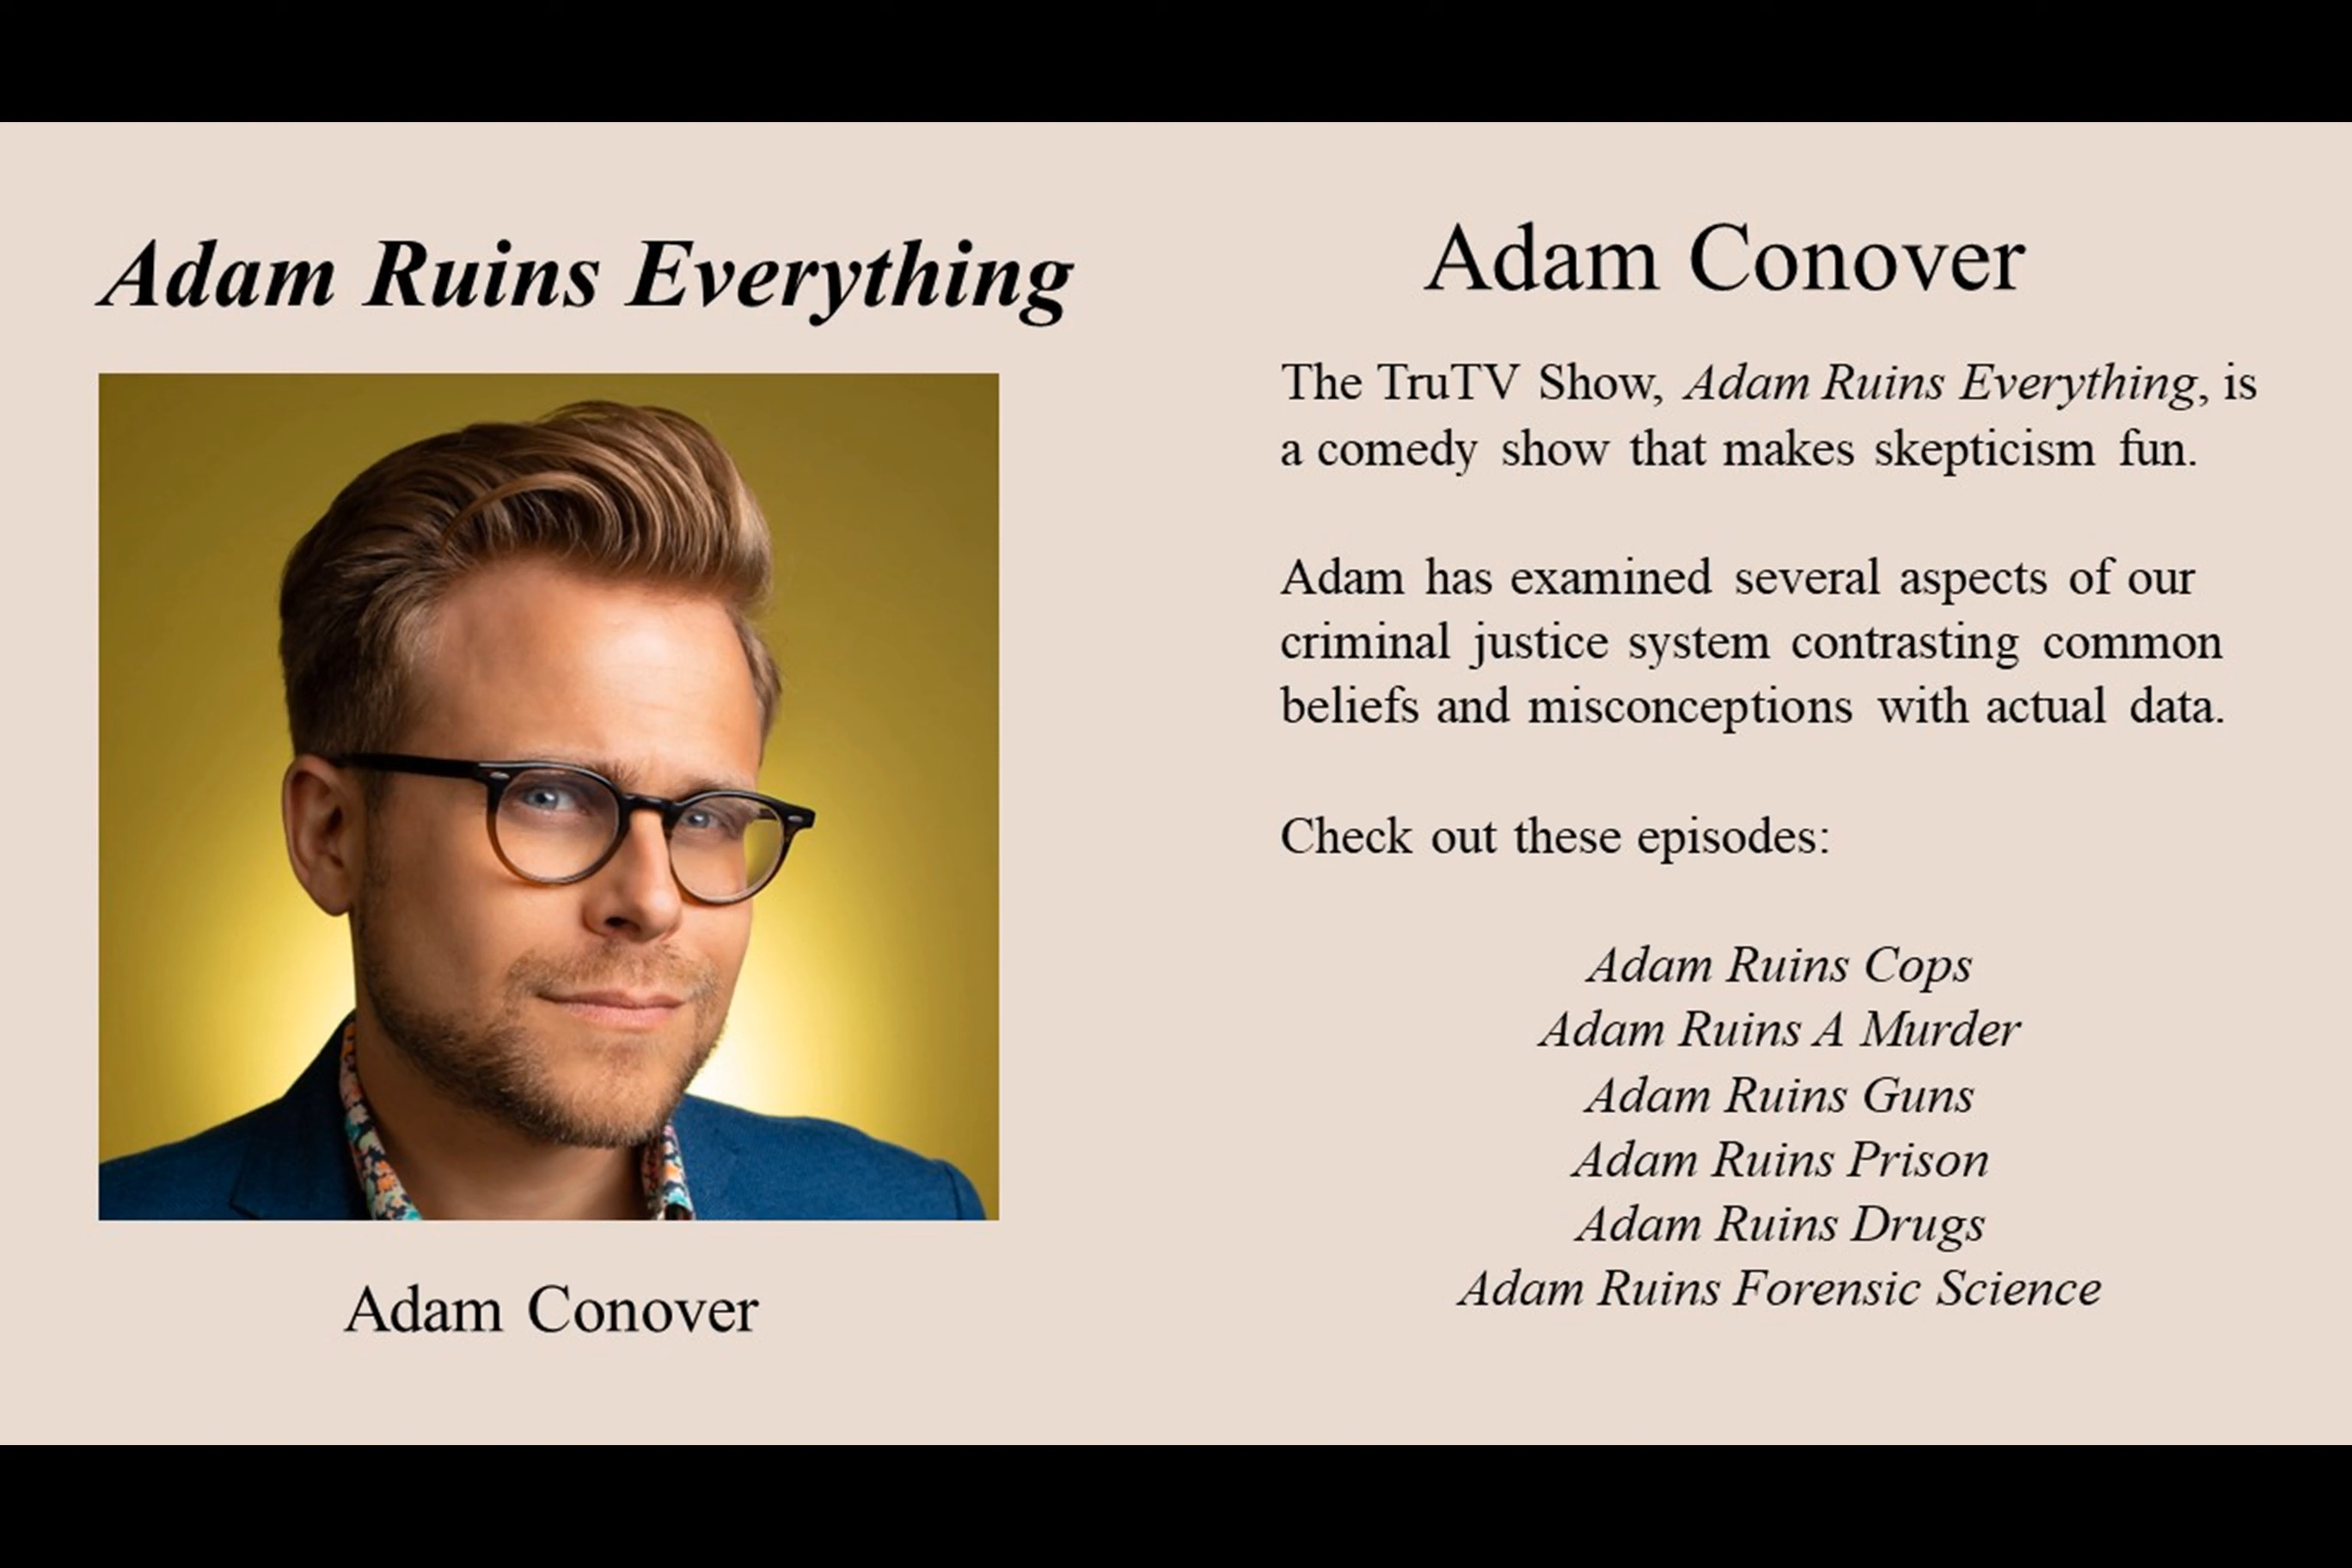 Adam Ruins Everything
Adam Conover
Adam Conover
The TruTV Show, Adam Ruins Everything, is
a comedy show that makes skepticism fun.
Adam has examined several aspects of our
criminal justice system contrasting common
beliefs and misconceptions with actual data.
Check out these episodes:
Adam Ruins Cops
Adam Ruins A Murder
Adam Ruins Guns
Adam Ruins Prison
Adam Ruins Drugs
Adam Ruins Forensic Science